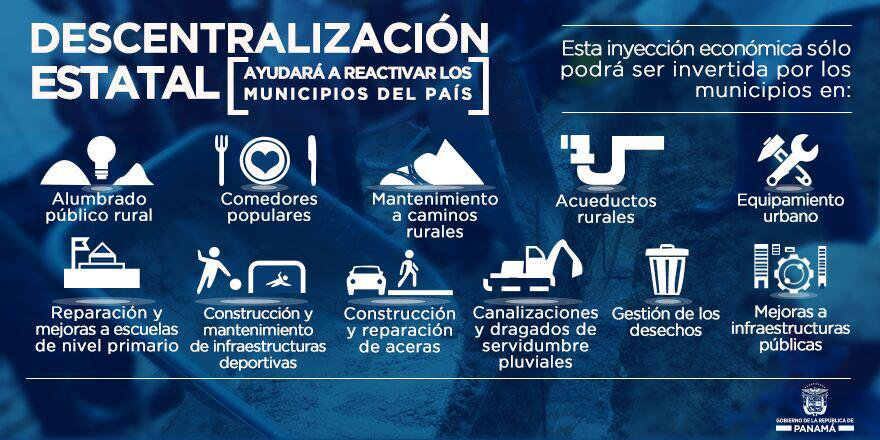 DESCENTRALIZACIÓN
ESTATAL
AYUDARÁ A REACTIVAR LOS
MUNICIPIOS DEL PAÍS
Esta inyección económica sólo
podrá ser invertida por los
municipios en:
Alumbrado
público rural
Comedores
populares
Mantenimiento
a caminos
rurales
Acueductos
rurales
Equipamiento
urbano
Reparación y
mejoras a escuelas
de nivel primario
Construcción y
mantenimiento
de infraestructuras
deportivas
Construcción
y reparación
de aceras
Canalizaciones
y dragados de
servidumbre
pluviales
Gestión de los
desechos
Mejoras a
infraestructuras
públicas
GOBIERNO DE LA REPÚBLICA DE
PANAMÁ